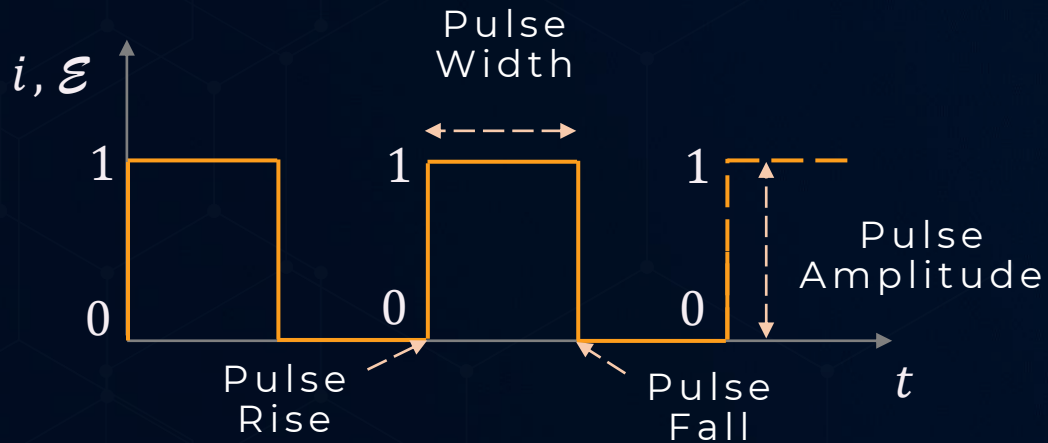 Pulse
Width
i, ℰ
1
1
1
Pulse
Amplitude
0
0
0
Pulse
Rise
Pulse
Fall
t